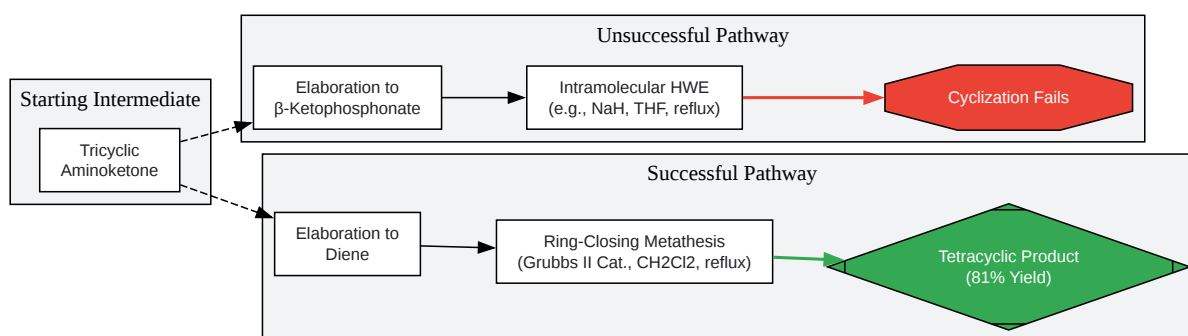 Unsuccessful Pathway
Starting Intermediate
Elaboration to
β-Ketophosphonate
Intramolecular HWE
(e.g., NaH, THF, reflux)
Cyclization Fails
Tricyclic
Aminoketone
Successful Pathway
Elaboration to
Diene
Ring-Closing Metathesis
(Grubbs II Cat., CH2Cl2, reflux)
Tetracyclic Product
(81% Yield)